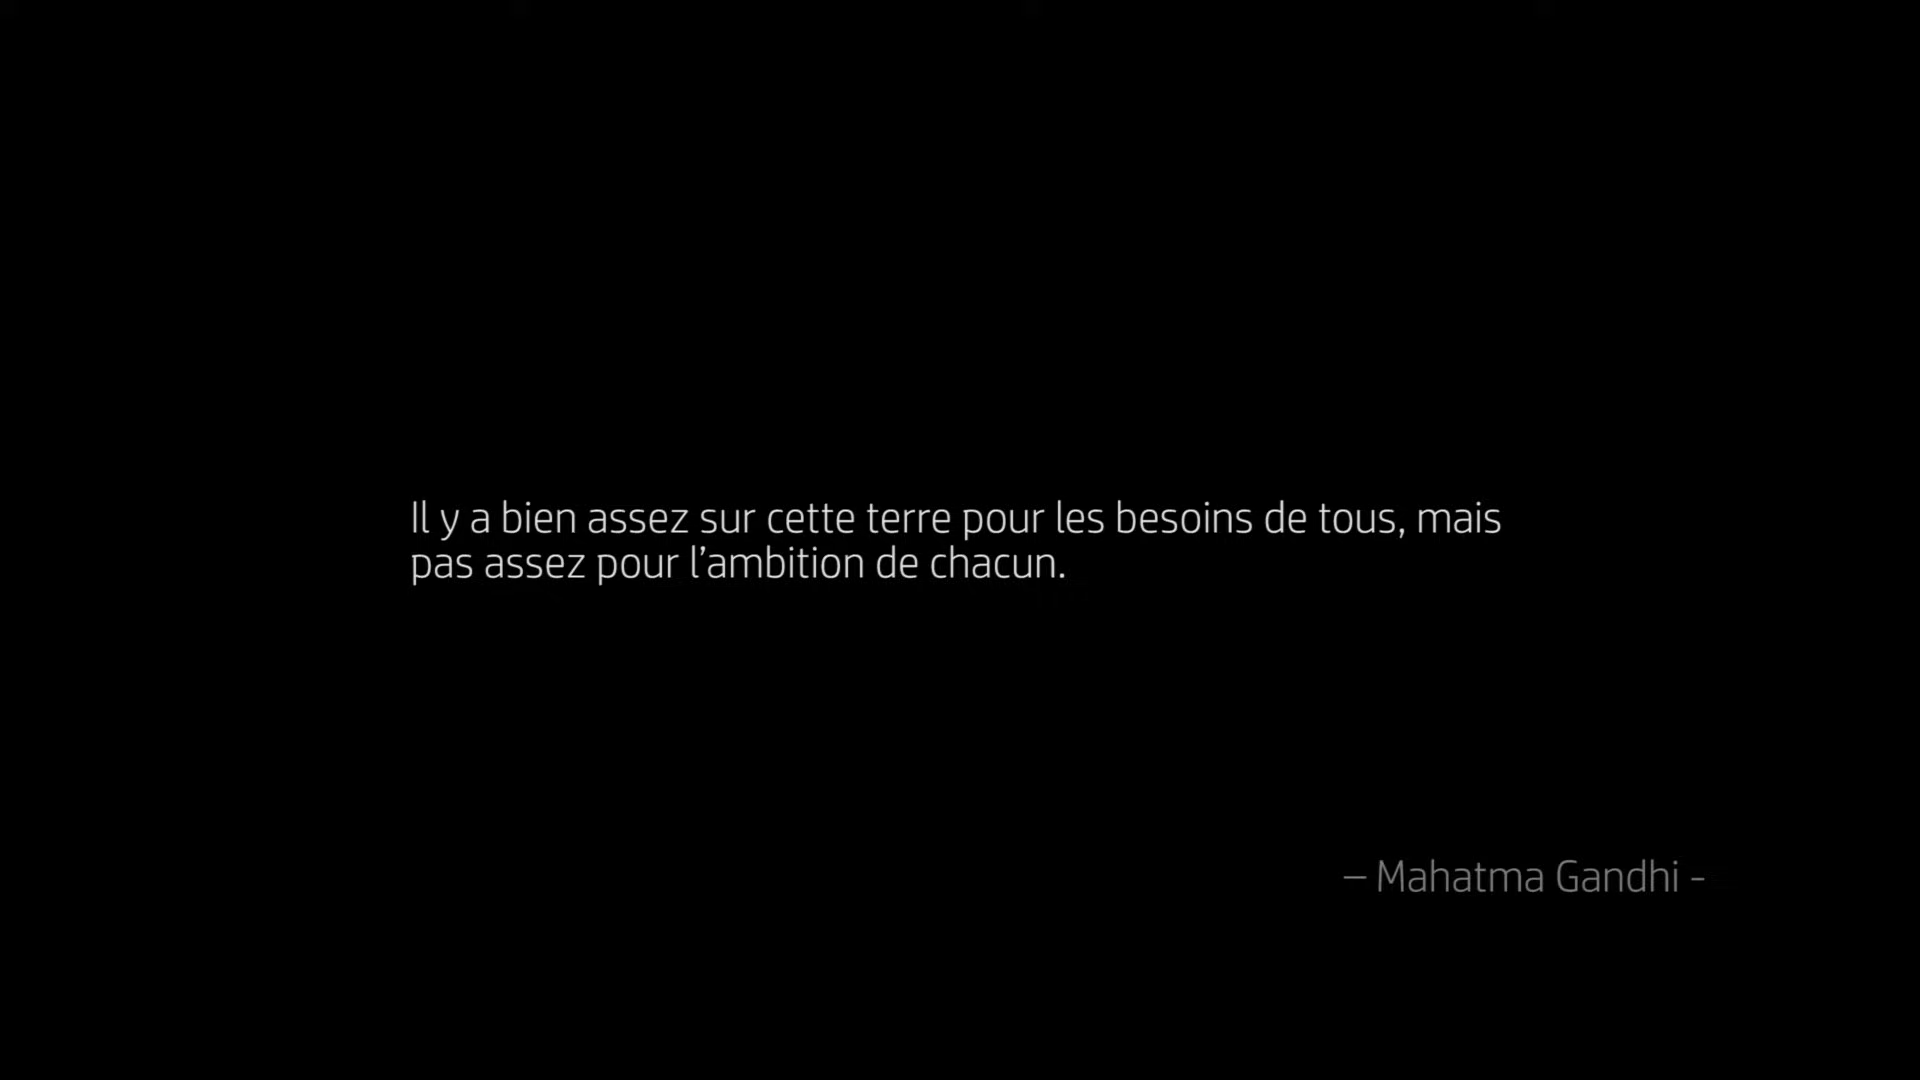 Il y a bien assez sur cette terre pour les besoins de tous, mais
pas assez pour l’ambition de chacun.
– Mahatma Gandhi -